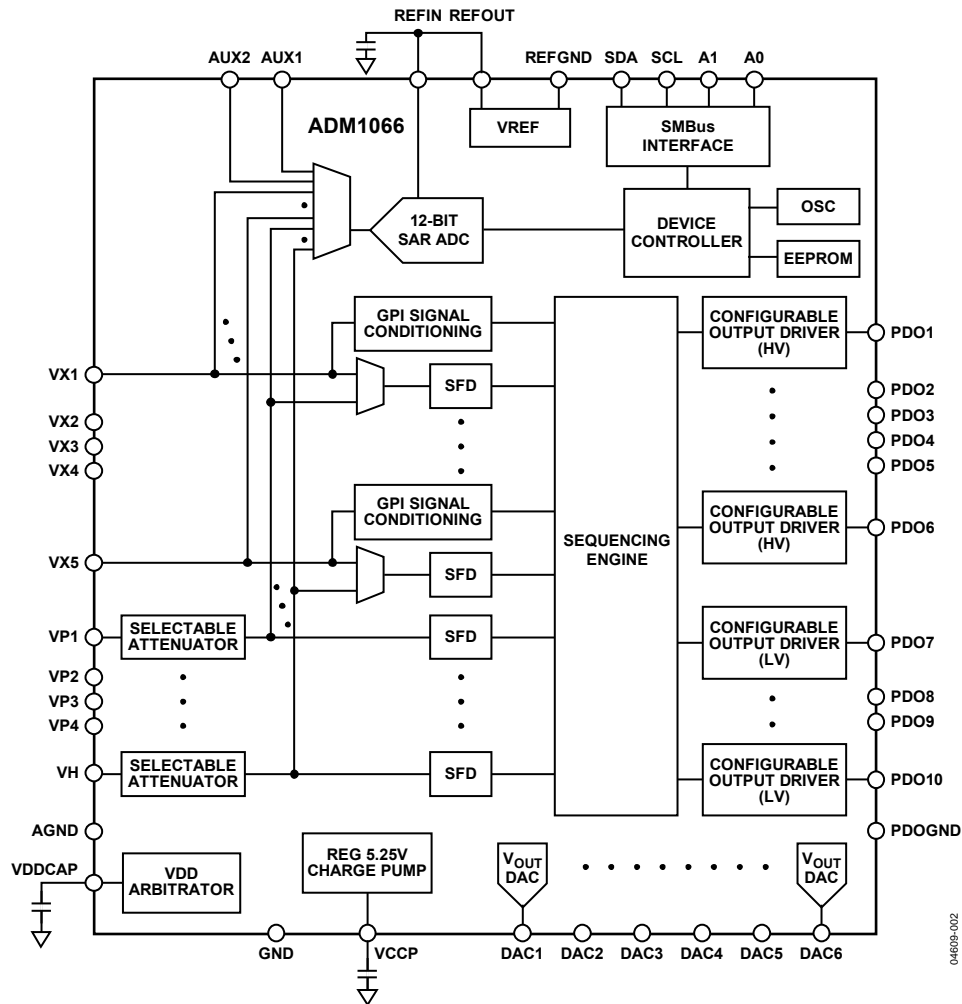 REFIN REFOUT
AUX2 AUX1
REFGND SDA SCL A1 A0
ADM1066
VREF
SMBus
INTERFACE
12-BIT
SAR ADC
DEVICE
CONTROLLER
OSC
EEPROM
GPI SIGNAL
CONDITIONING
CONFIGURABLE
OUTPUT DRIVER
(HV)
PDO1
VX1
SFD
PDO2
VX2
PDO3
VX3
PDO4
VX4
PDO5
GPI SIGNAL
CONDITIONING
CONFIGURABLE
OUTPUT DRIVER
(HV)
PDO6
SEQUENCING
ENGINE
VX5
SFD
VP1
SELECTABLE
ATTENUATOR
SFD
CONFIGURABLE
OUTPUT DRIVER
(LV)
PDO7
VP2
VP3
VP4
PDO8
PDO9
VH
SELECTABLE
ATTENUATOR
SFD
CONFIGURABLE
OUTPUT DRIVER
(LV)
PDO10
AGND
PDOGND
VDDCAP
VDD
ARBITRATOR
REG 5.25V
CHARGE PUMP
VOUT
DAC
VOUT
DAC
GND
VCCP
DAC1 DAC2 DAC3 DAC4 DAC5 DAC6
04609-002